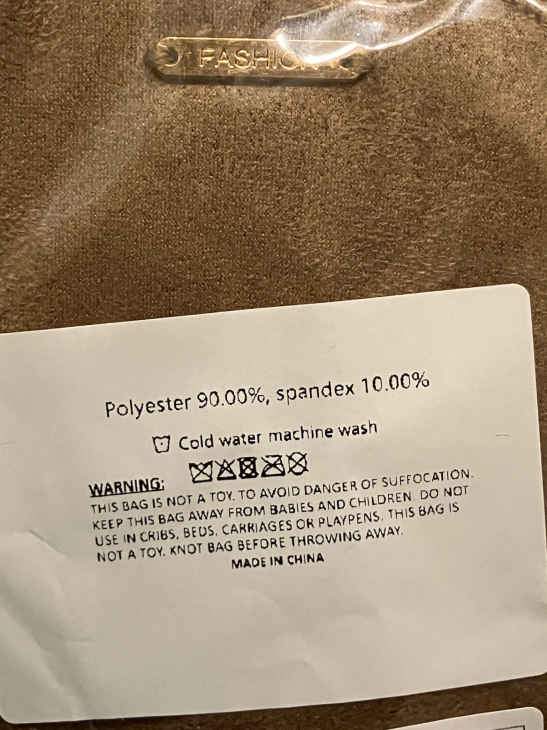 FASHION
Polyester 90.00%, spandex 10.00%
Cold water machine wash
WARNING:
THIS BAG IS NOT A TOY. TO AVOID DANGER OF SUFFOCATION.
KEEP THIS BAG AWAY FROM BABIES AND CHILDREN. DO NOT
USE IN CRIBS, BEDS, CARRIAGES OR PLAYPENS. THIS BAG IS
NOT A TOY. KNOT BAG BEFORE THROWING AWAY.
MADE IN CHINA